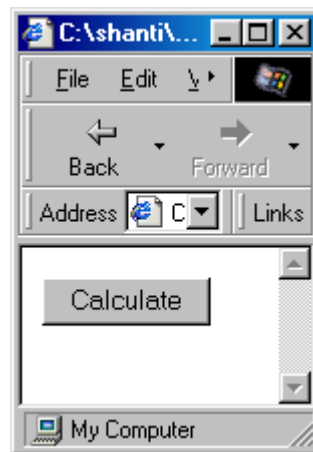 C:\shanti\...
File Edit
Back Forward
Address C Links
Calculate
My Computer